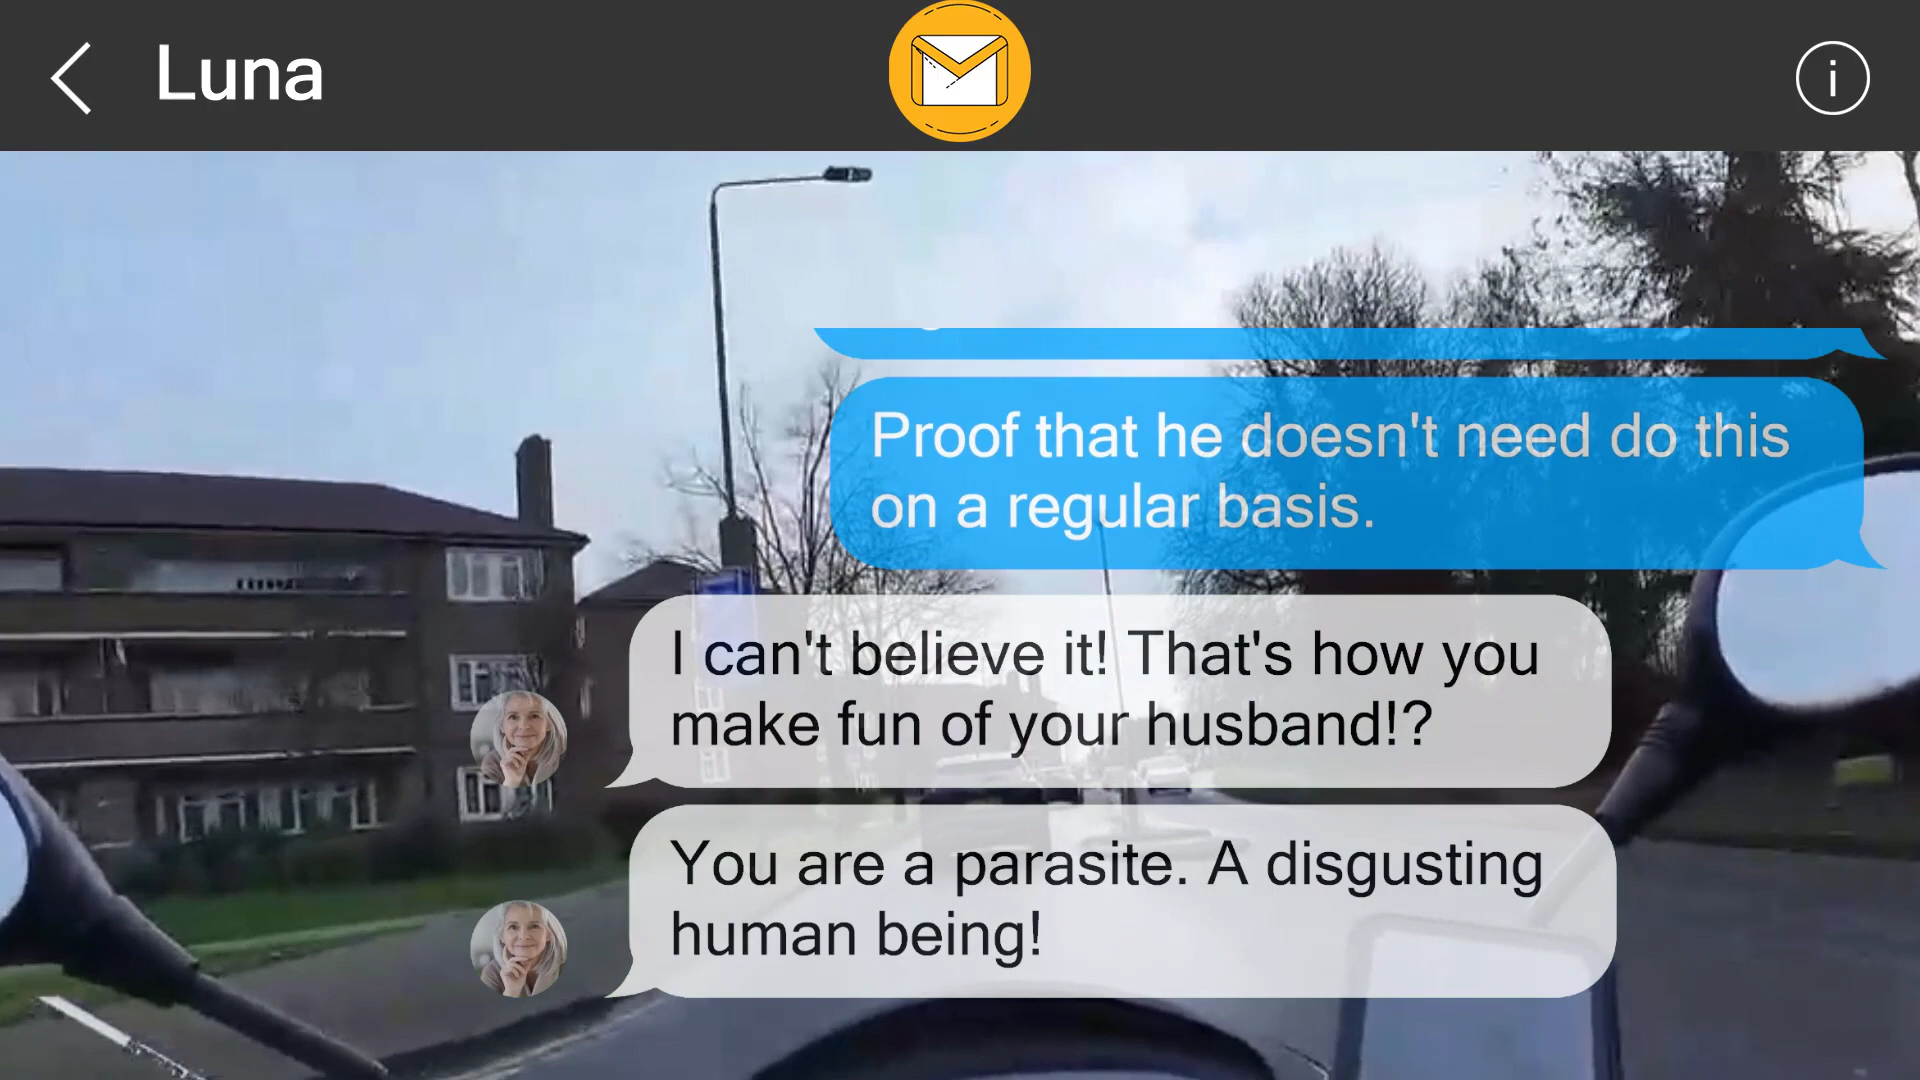 Luna
Proof that he doesn't need do this
on a regular basis.
I can't believe it! That's how you
make fun of your husband!?
You are a parasite. A disgusting
human being!